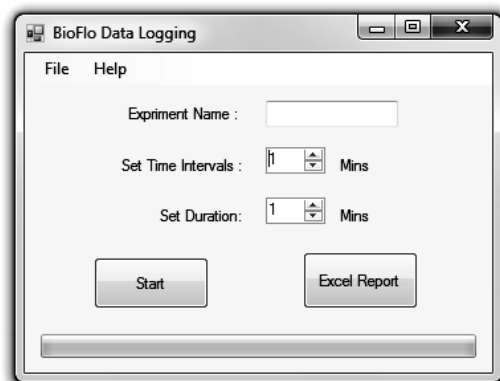 BioFlo Data Logging
File Help
Expriment Name :
Set Time Intervals : 1 Mins
Set Duration: 1 Mins
Start Excel Report